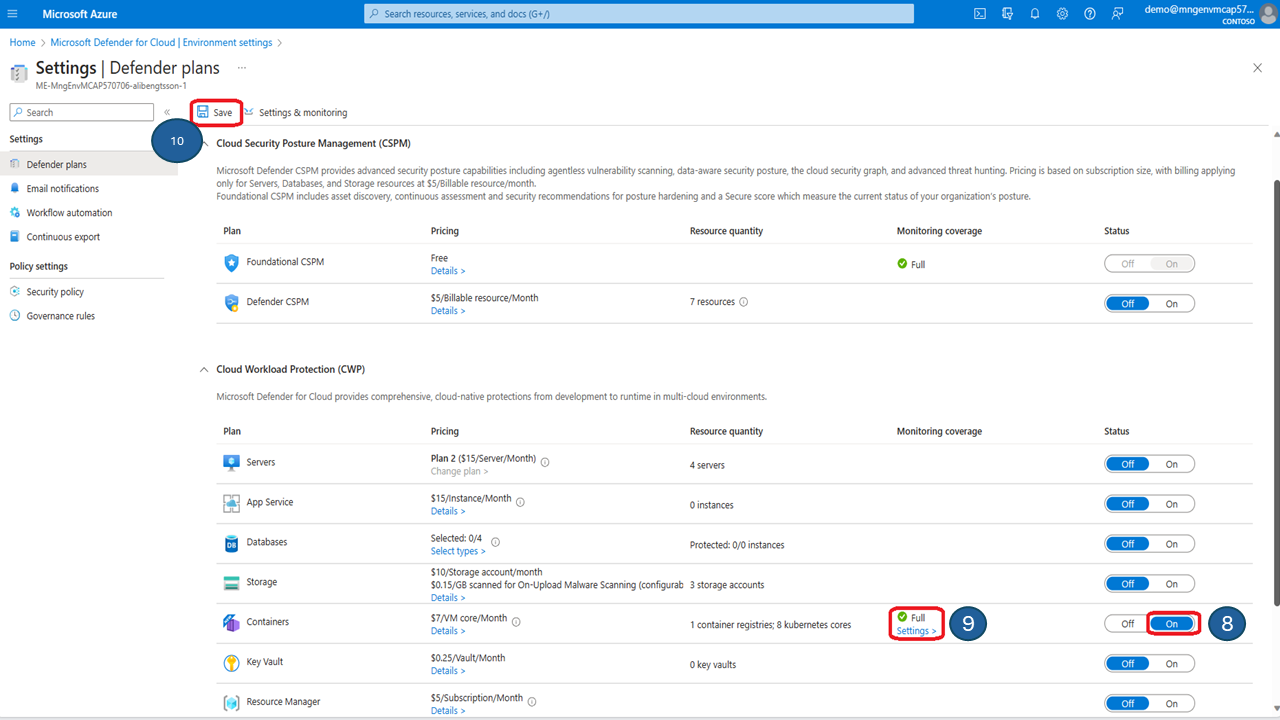 Microsoft Azure
Search resources, services, and docs (G+/)
demo@mngenvmcap57...
CONTOSO
Home > Microsoft Defender for Cloud | Environment settings >
Settings | Defender plans ...
ME-MngEnvMCAP570706-alibengtsson-1
Search
«
Save
Settings & monitoring
10
Settings
Defender plans
Email notifications
Workflow automation
Continuous export
Policy settings
Security policy
Governance rules
Cloud Security Posture Management (CSPM)
Microsoft Defender CSPM provides advanced security posture capabilities including agentless vulnerability scanning, data-aware security posture, the cloud security graph, and advanced threat hunting. Pricing is based on subscription size, with billing applying
only for Servers, Databases, and Storage resources at $5/Billable resource/month.
Foundational CSPM includes asset discovery, continuous assessment and security recommendations for posture hardening and a Secure score which measure the current status of your organization's posture.
Plan Pricing Resource quantity Monitoring coverage Status
Foundational CSPM Free Full Off On
Details >
Defender CSPM $5/Billable resource/Month 7 resources Off On
Details >
Cloud Workload Protection (CWP)
Microsoft Defender for Cloud provides comprehensive, cloud-native protections from development to runtime in multi-cloud environments.
Plan Pricing Resource quantity Monitoring coverage Status
Servers Plan 2 ($15/Server/Month) 4 servers Off On
Change plan >
App Service $15/Instance/Month 0 instances Off On
Details >
Databases Selected: 0/4 Protected: 0/0 instances Off On
Select types >
Storage $10/Storage account/month
$0.15/GB scanned for On-Upload Malware Scanning (configurab 3 storage accounts Off On
Details >
Containers $7/VM core/Month 1 container registries; 8 kubernetes cores Full Off On
Details > Settings >
9
8
Key Vault $0.25/Vault/Month 0 key vaults Off On
Details >
Resource Manager $5/Subscription/Month Off On
Details >